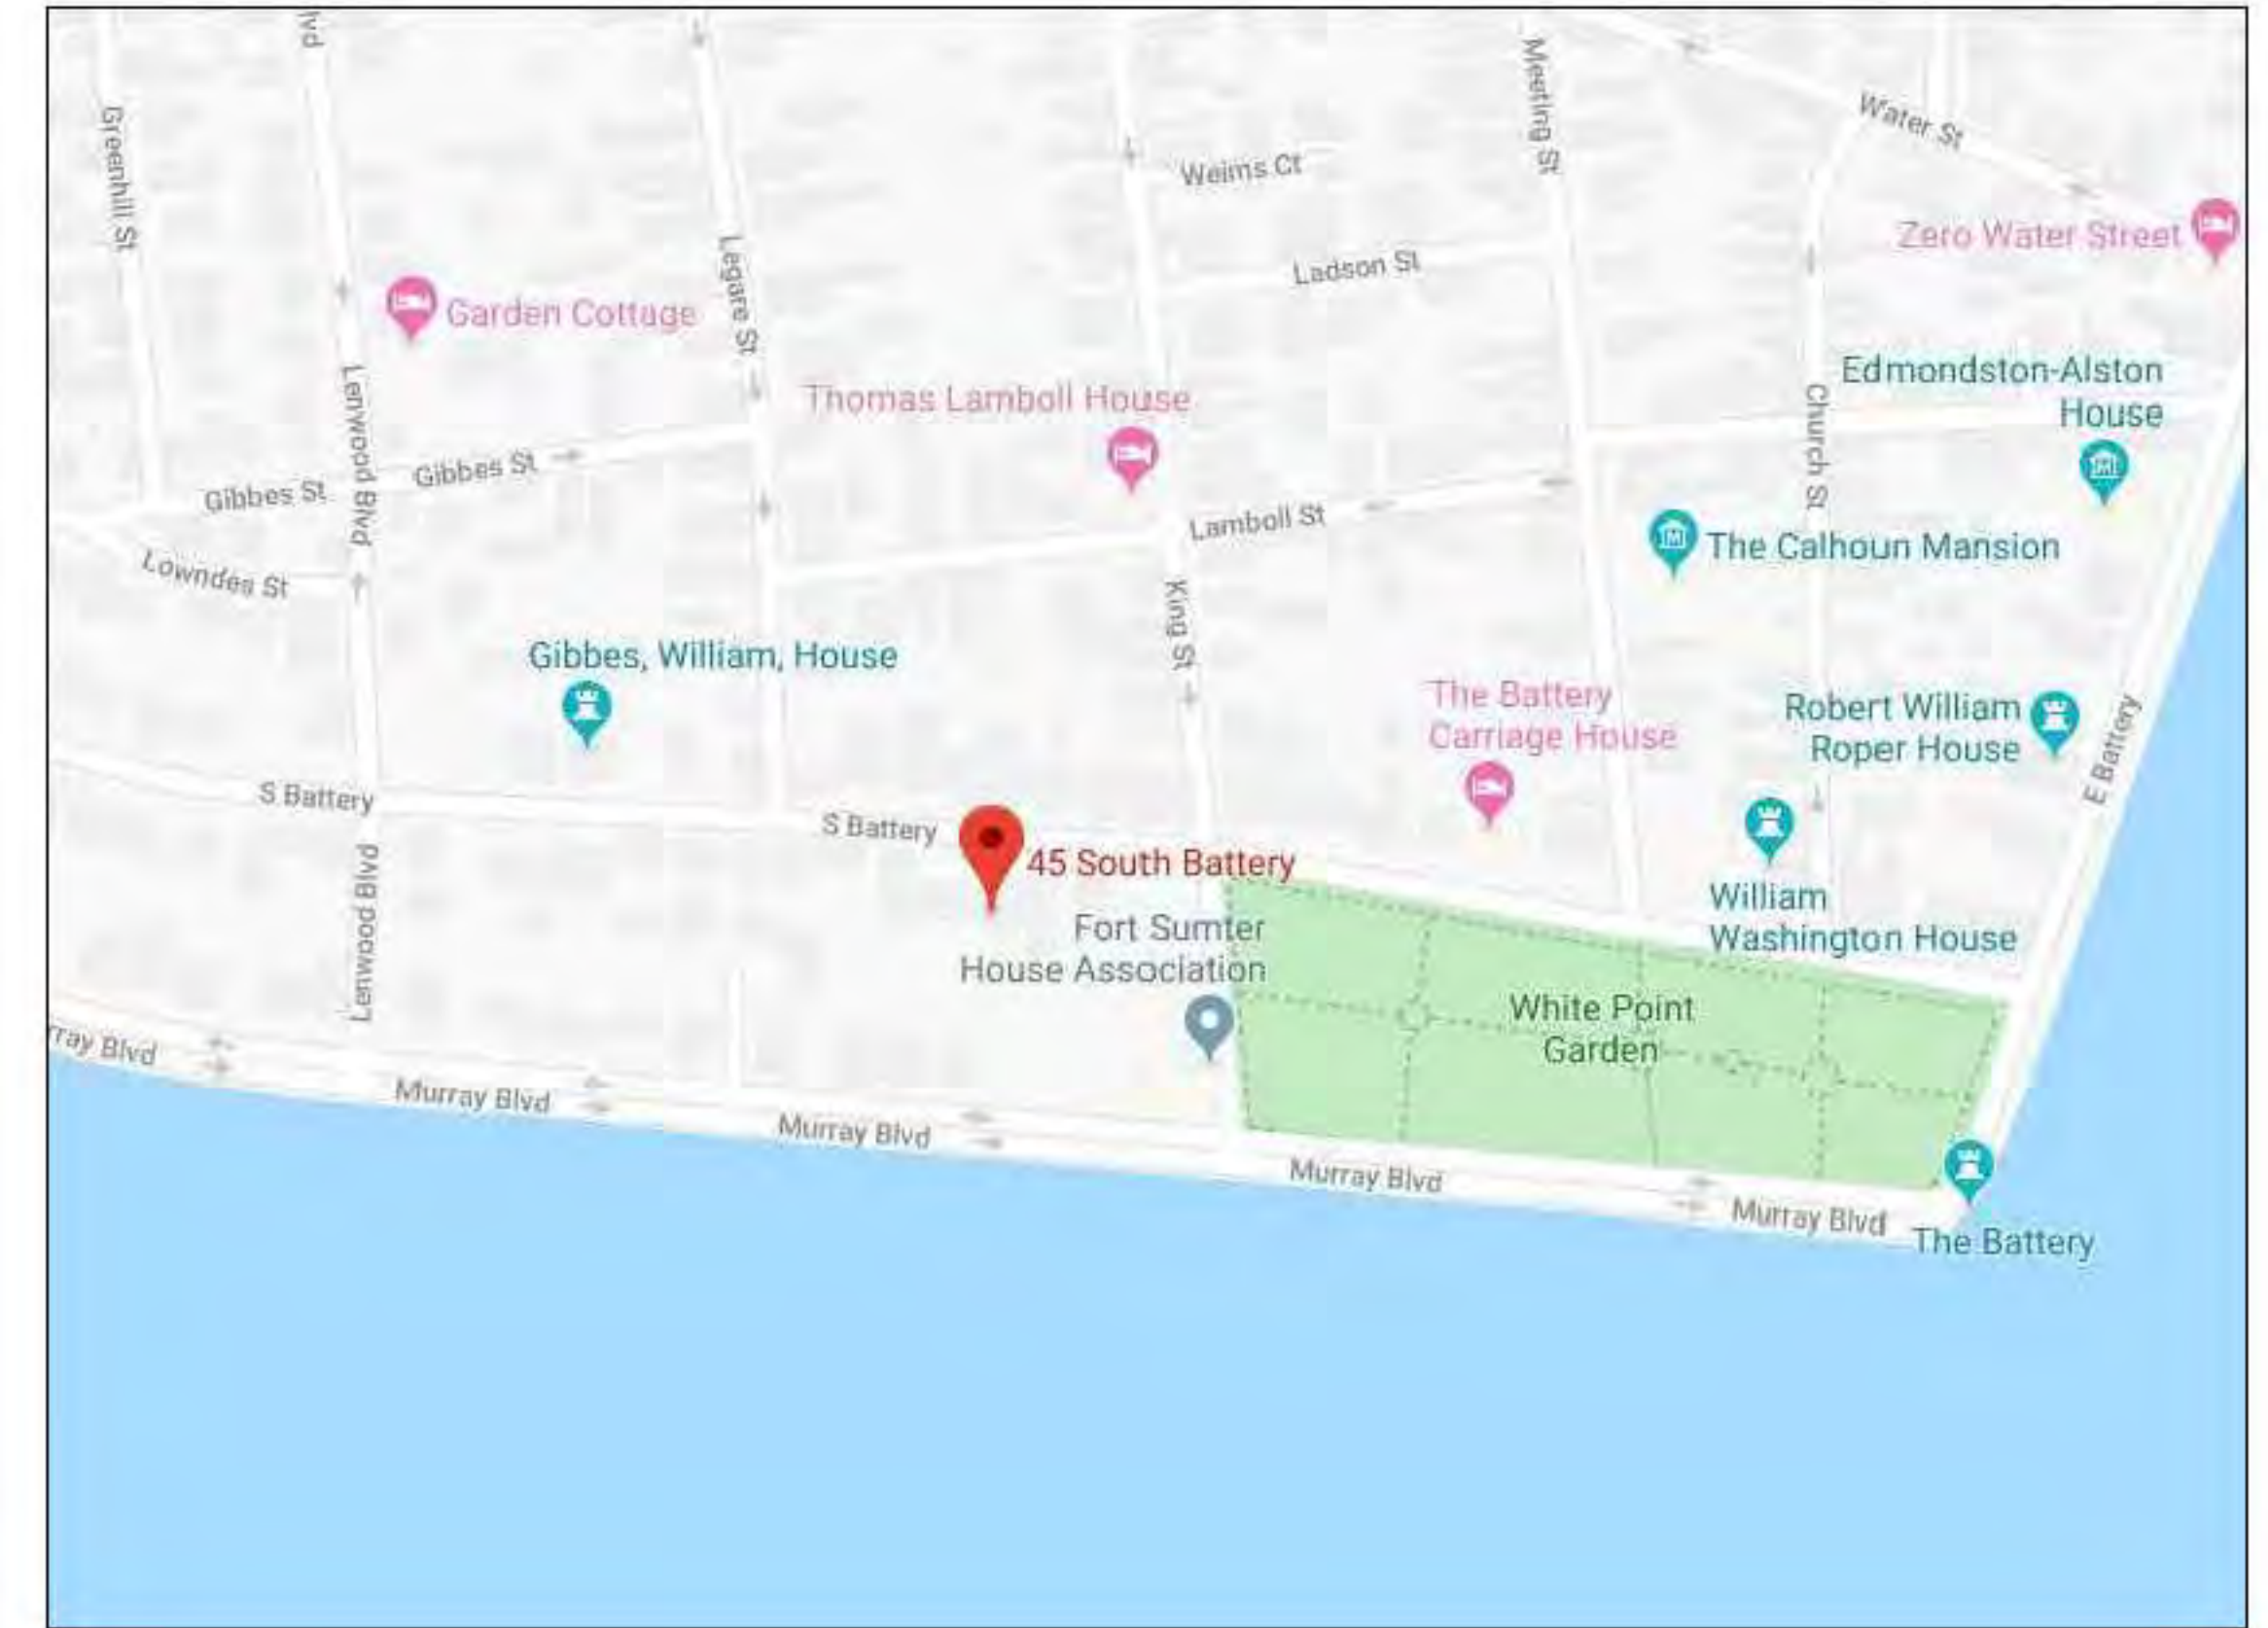 lvd
Greenhill St
Meeting St
Water St
Weims Ct
Zero Water Street
Legare St
Ladson St
Garden Cottage
Edmondston-Alston
House
Thomas Lamboll House
Lenwood Blvd
Church St
Gibbes St
Gibbes St
Lamboll St
The Calhoun Mansion
Lowndes St
King St
Gibbes, William, House
The Battery
Carriage House
Robert William
Roper House
E Battery
S Battery
S Battery
45 South Battery
William
Washington House
Lenwood Blvd
Fort Sumter
House Association
White Point
Garden
rray Blvd
Murray Blvd
Murray Blvd
Murray Blvd
Murray Blvd
The Battery